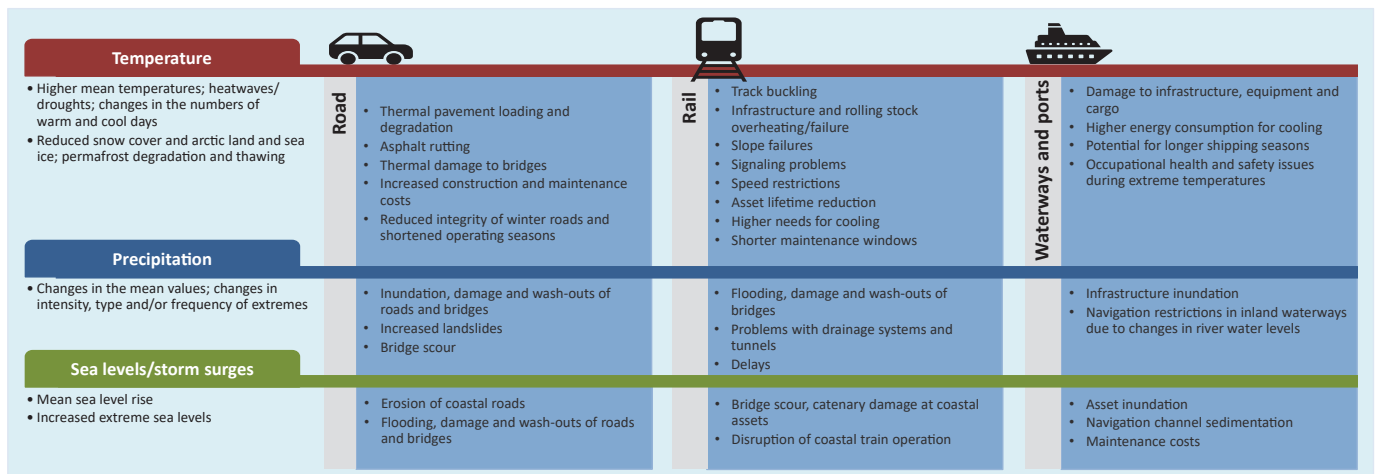 Temperature
• Higher mean temperatures; heatwaves/
droughts; changes in the numbers of
warm and cool days
• Reduced snow cover and arctic land and sea
ice; permafrost degradation and thawing
Road
• Thermal pavement loading and
degradation
• Asphalt rutting
• Thermal damage to bridges
• Increased construction and maintenance
costs
• Reduced integrity of winter roads and
shortened operating seasons
Rail
• Track buckling
• Infrastructure and rolling stock
overheating/failure
• Slope failures
• Signaling problems
• Speed restrictions
• Asset lifetime reduction
• Higher needs for cooling
• Shorter maintenance windows
Waterways and ports
• Damage to infrastructure, equipment and
cargo
• Higher energy consumption for cooling
• Potential for longer shipping seasons
• Occupational health and safety issues
during extreme temperatures
Precipitation
• Changes in the mean values; changes in
intensity, type and/or frequency of extremes
• Inundation, damage and wash-outs of
roads and bridges
• Increased landslides
• Bridge scour
• Flooding, damage and wash-outs of
bridges
• Problems with drainage systems and
tunnels
• Delays
• Infrastructure inundation
• Navigation restrictions in inland waterways
due to changes in river water levels
Sea levels/storm surges
• Mean sea level rise
• Increased extreme sea levels
• Erosion of coastal roads
• Flooding, damage and wash-outs of roads
and bridges
• Bridge scour, catenary damage at coastal
assets
• Disruption of coastal train operation
• Asset inundation
• Navigation channel sedimentation
• Maintenance costs